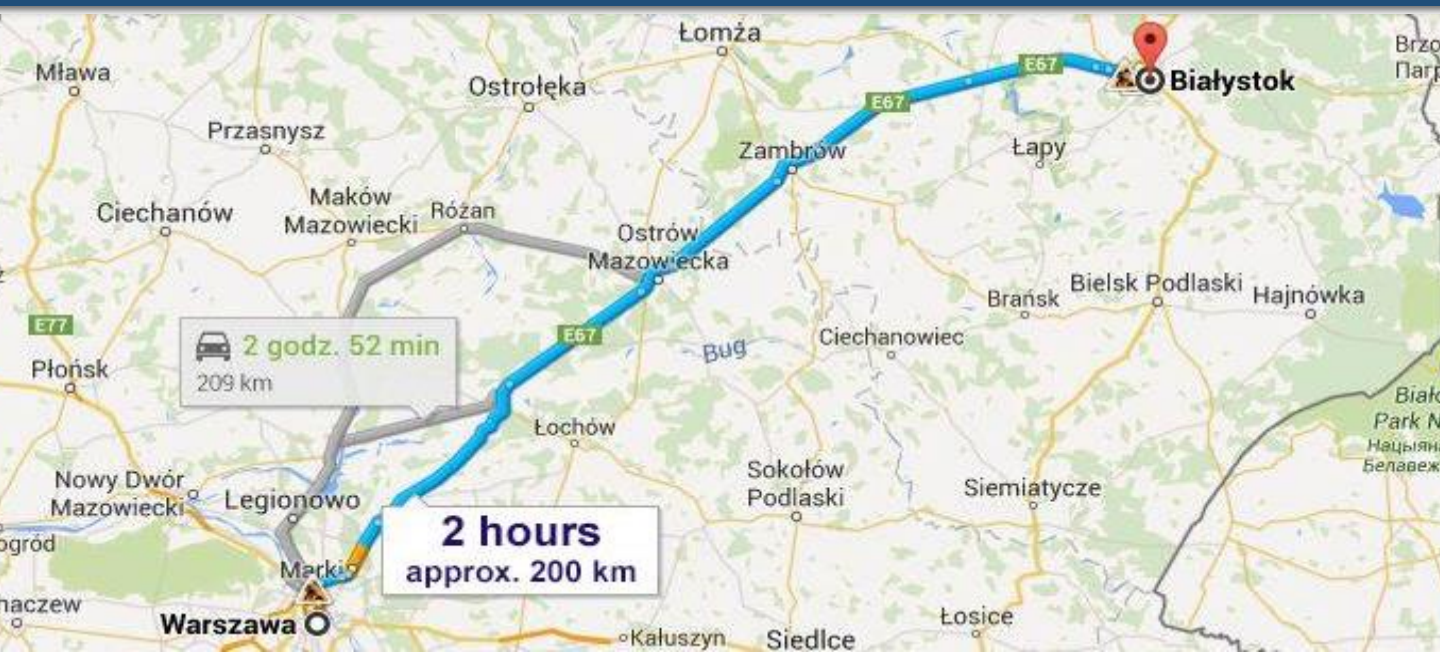 Łomża
Brzo
Парк
Mława
E67
Białystok
Ostrołęka
E67
Przasnysz
Zambrów
Łapy
Maków
Mazowiecki
Różan
Ciechanów
Ostrów
Mazowiecka
Bielsk Podlaski
Hajnówka
Brańsk
E77
E67
Ciechanowiec
2 godz. 52 min
209 km
Bug
Płońsk
Biało
Park N
Нацыяна
Белавеж
Łochów
Sokołów
Podlaski
Nowy Dwór
Mazowiecki
Legionowo
Siemiatycze
2 hours
approx. 200 km
ogród
Marki
haczew
Warszawa
Kałuszyn
Siedlce
Łosice